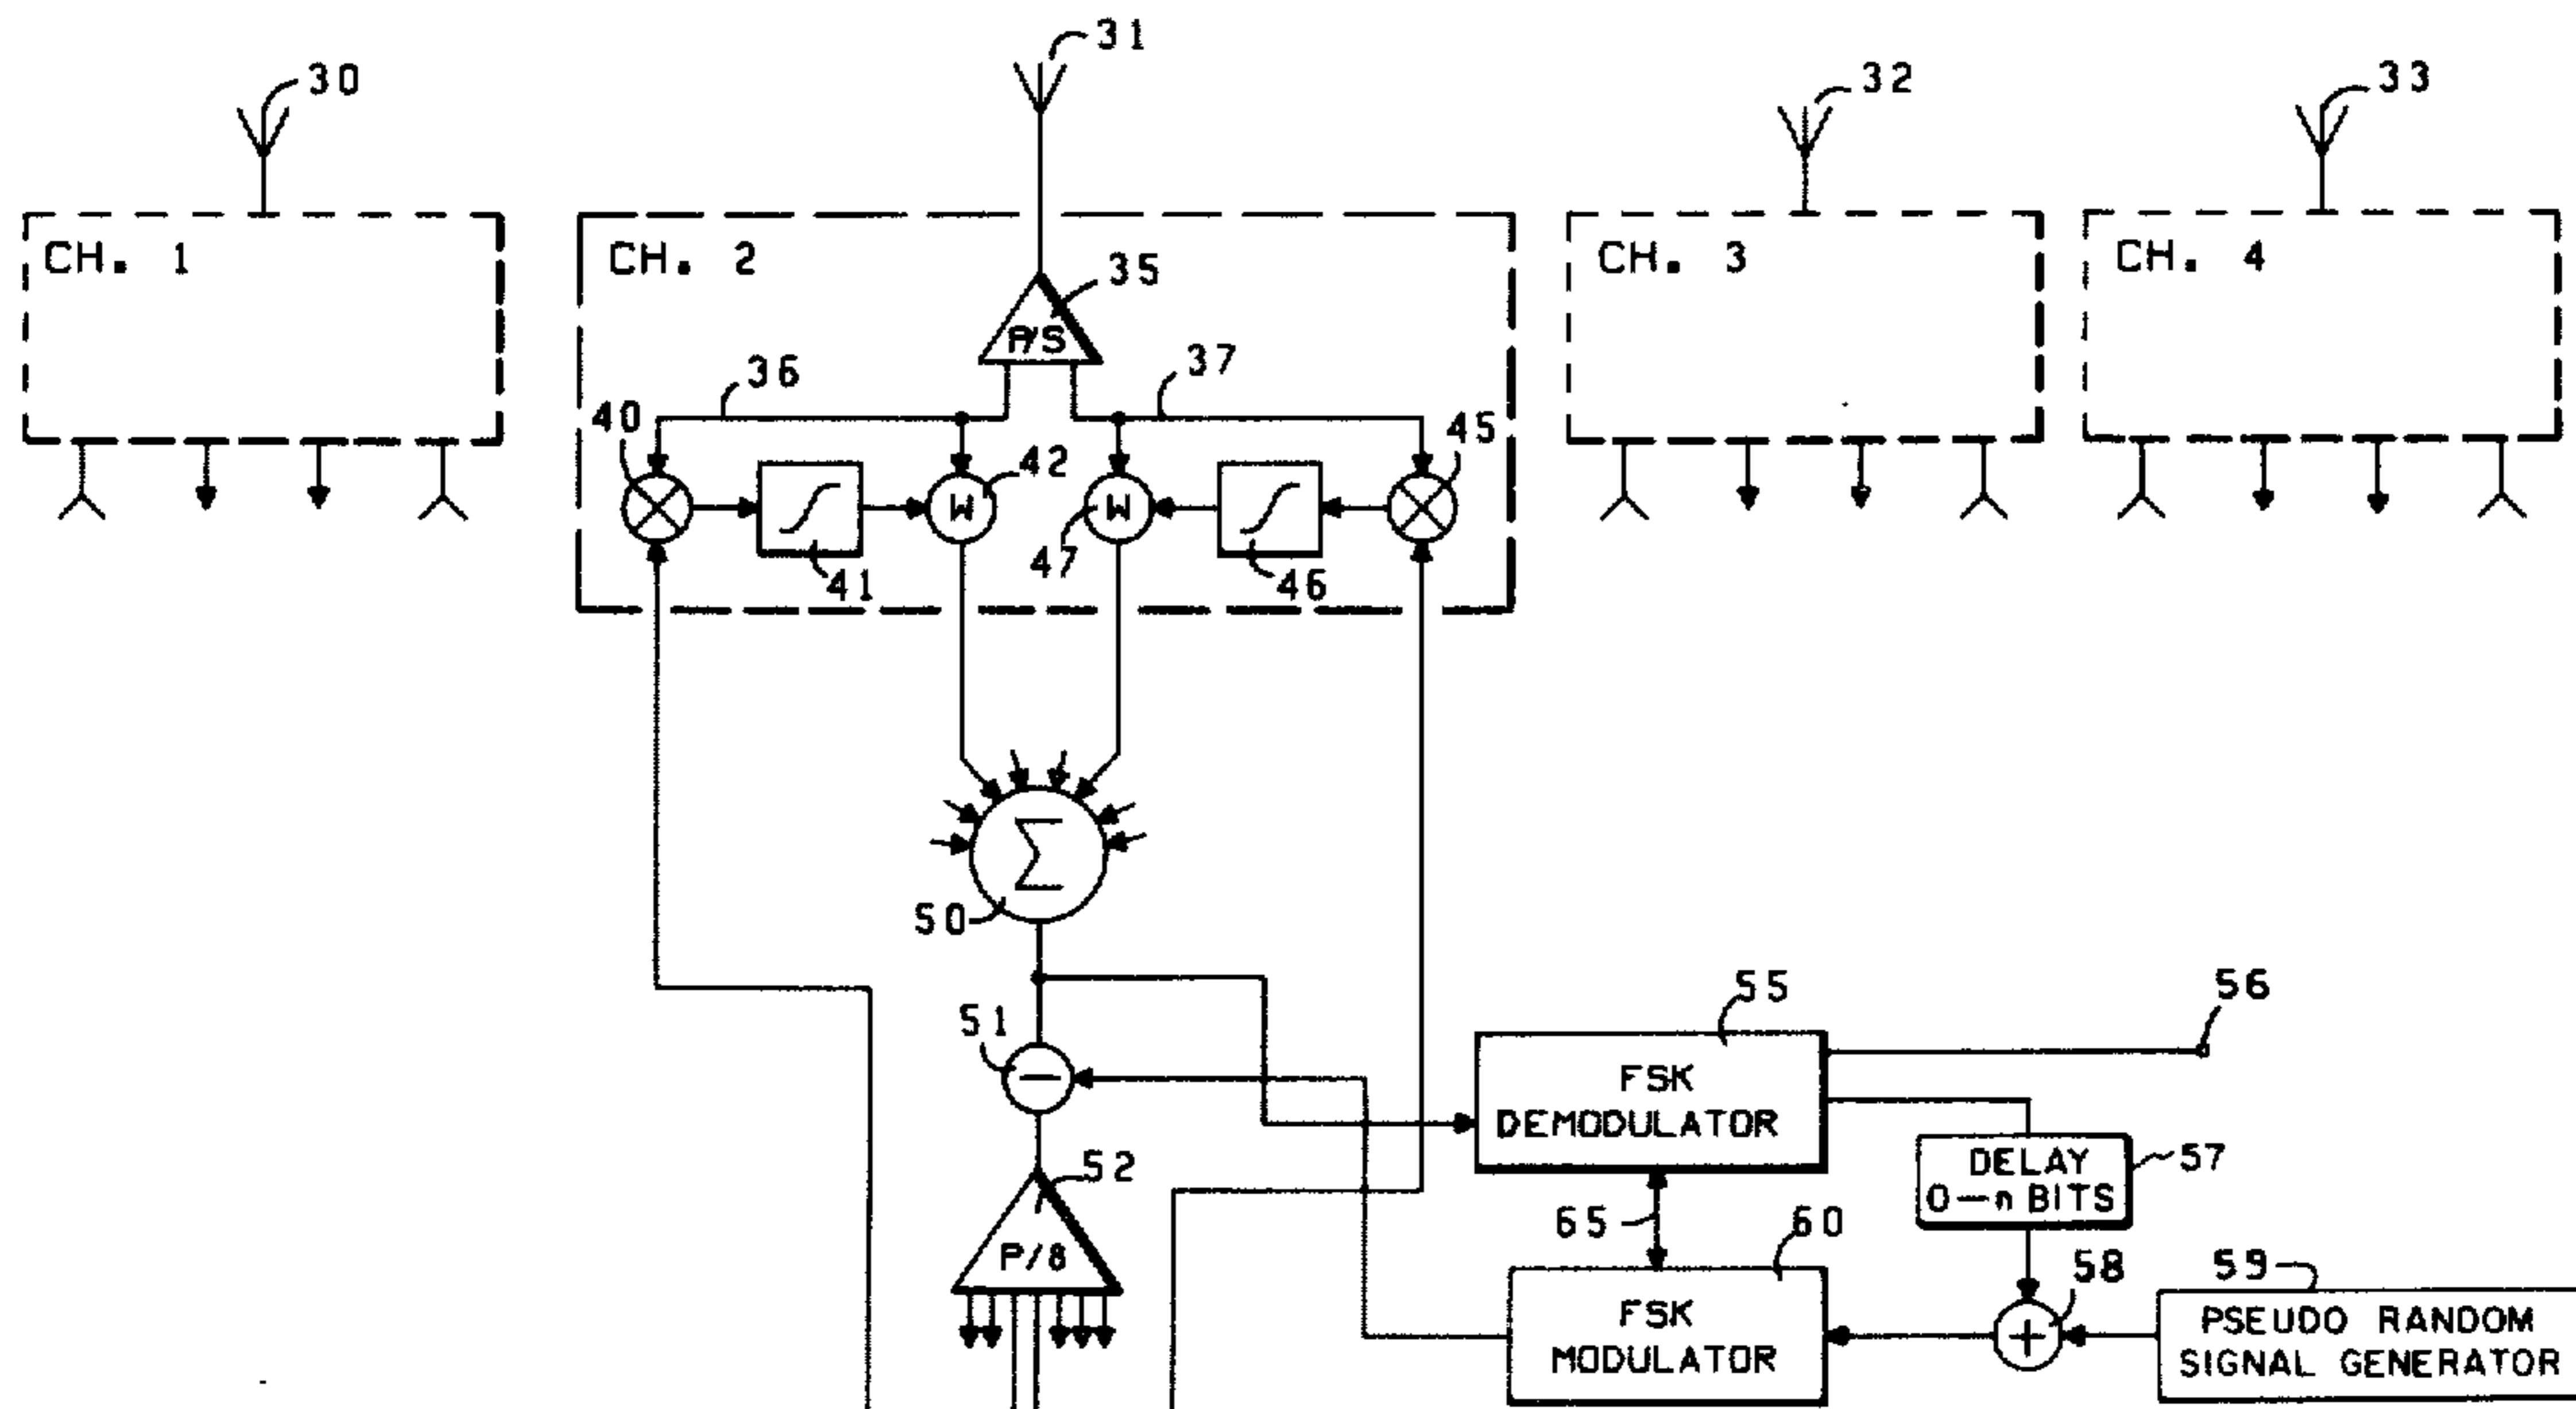 31
30
32
33
CH. 1
CH. 2
35
CH. 3
CH. 4
P/S
36
37
40
45
42
W
W
47
41
46
Σ
50
51
55
56
FSK
DEMODULATOR
52
DELAY
0—n BITS
57
P/8
65
60
58
59
FSK
MODULATOR
+
PSEUDO RANDOM
SIGNAL GENERATOR